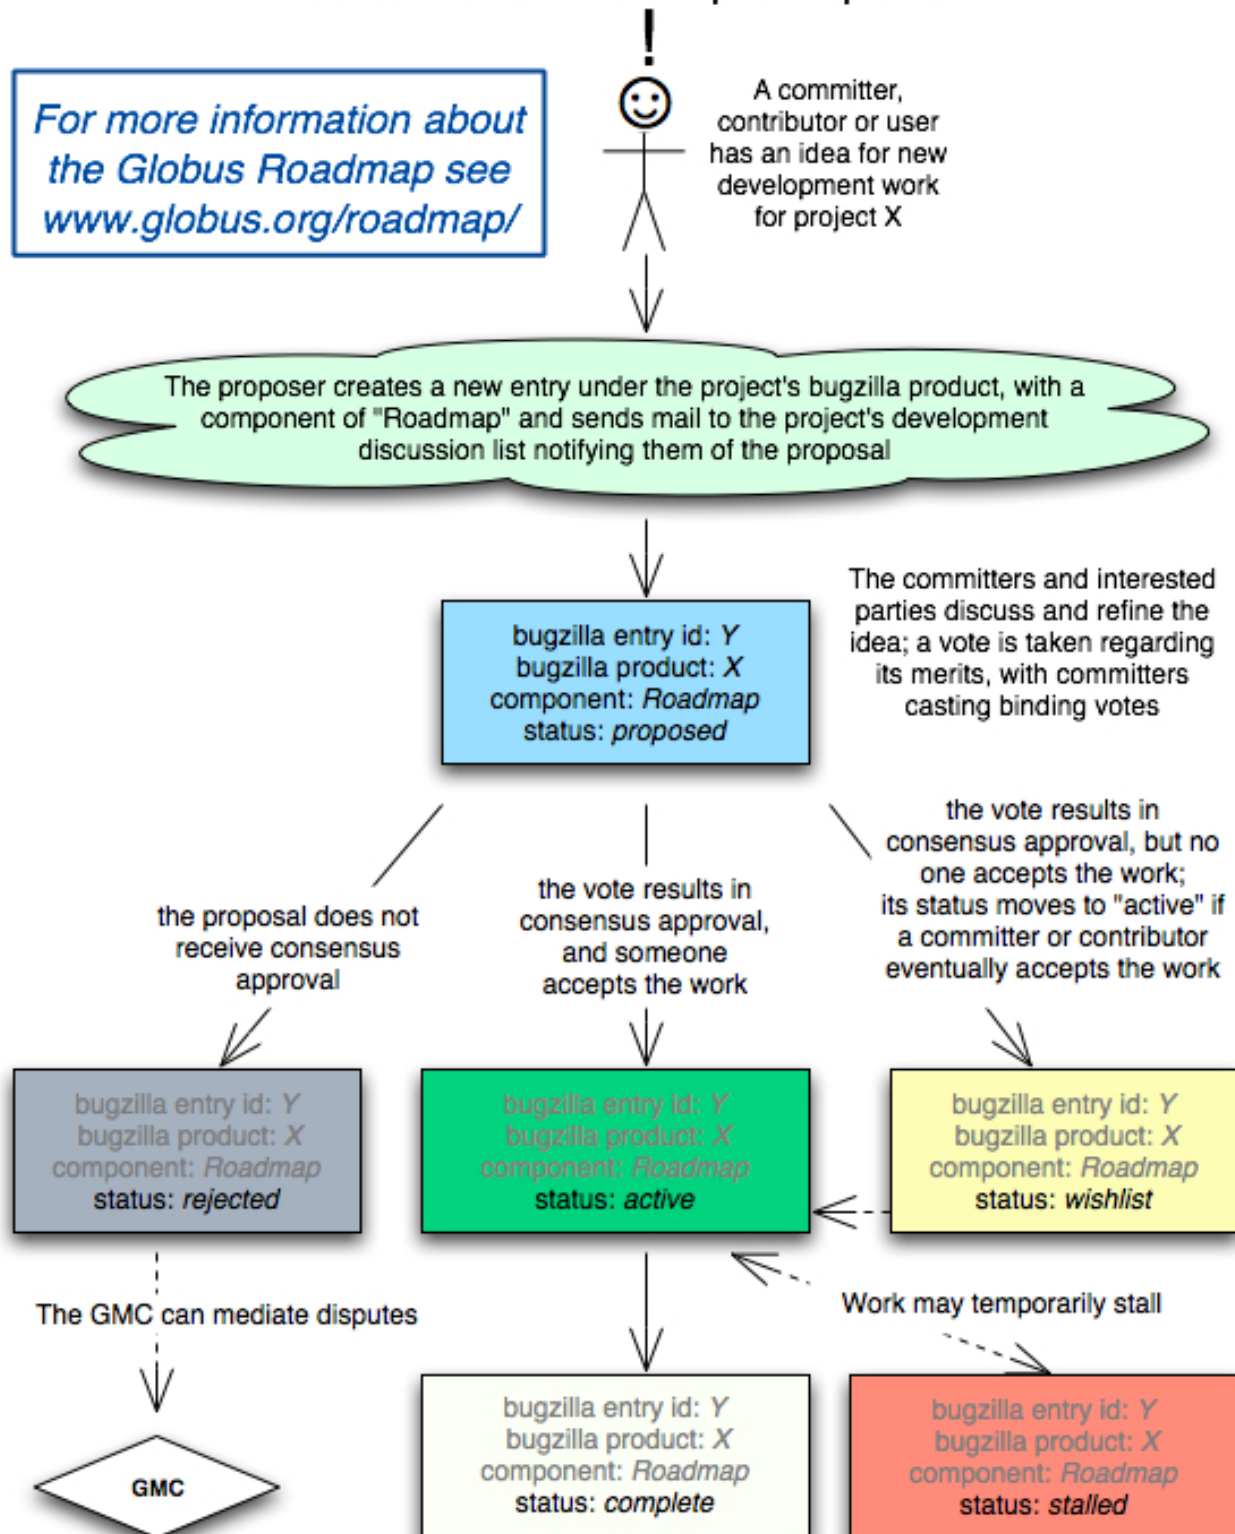 For more information about
the Globus Roadmap see
www.globus.org/roadmap/
!
A committer,
contributor or user
has an idea for new
development work
for project X
The proposer creates a new entry under the project's bugzilla product, with a
component of "Roadmap" and sends mail to the project's development
discussion list notifying them of the proposal
bugzilla entry id: Y
bugzilla product: X
component: Roadmap
status: proposed
The committers and interested
parties discuss and refine the
idea; a vote is taken regarding
its merits, with committers
casting binding votes
the proposal does not
receive consensus
approval
the vote results in
consensus approval,
and someone
accepts the work
the vote results in
consensus approval, but no
one accepts the work;
its status moves to "active" if
a committer or contributor
eventually accepts the work
bugzilla entry id: Y
bugzilla product: X
component: Roadmap
status: rejected
bugzilla entry id: Y
bugzilla product: X
component: Roadmap
status: active
bugzilla entry id: Y
bugzilla product: X
component: Roadmap
status: wishlist
The GMC can mediate disputes
Work may temporarily stall
GMC
bugzilla entry id: Y
bugzilla product: X
component: Roadmap
status: complete
bugzilla entry id: Y
bugzilla product: X
component: Roadmap
status: stalled